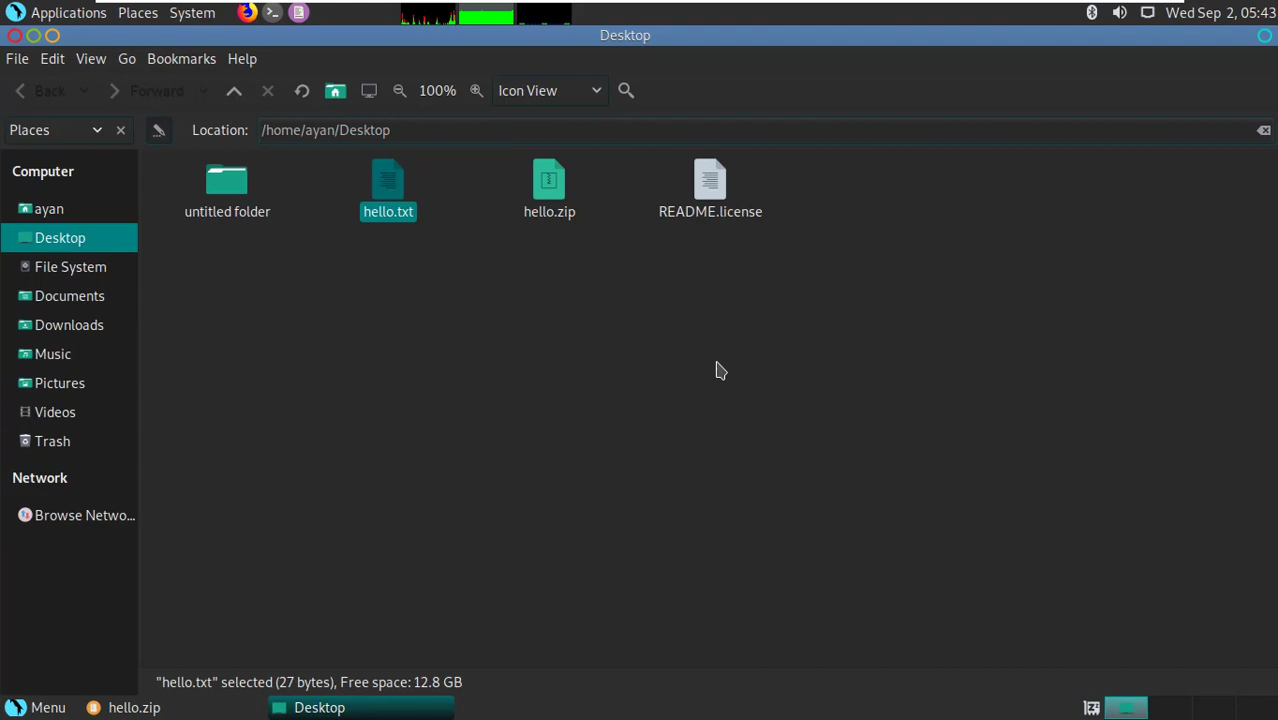 Applications Places System Wed Sep 2, 05:43
Desktop
File Edit View Go Bookmarks Help
Back Forward 100% Icon View
Places Location: /home/ayan/Desktop
Computer
ayan
Desktop
File System
Documents
Downloads
Music
Pictures
Videos
Trash
Network
Browse Netwo...
untitled folder hello.txt hello.zip README.license
"hello.txt" selected (27 bytes), Free space: 12.8 GB
Menu hello.zip Desktop